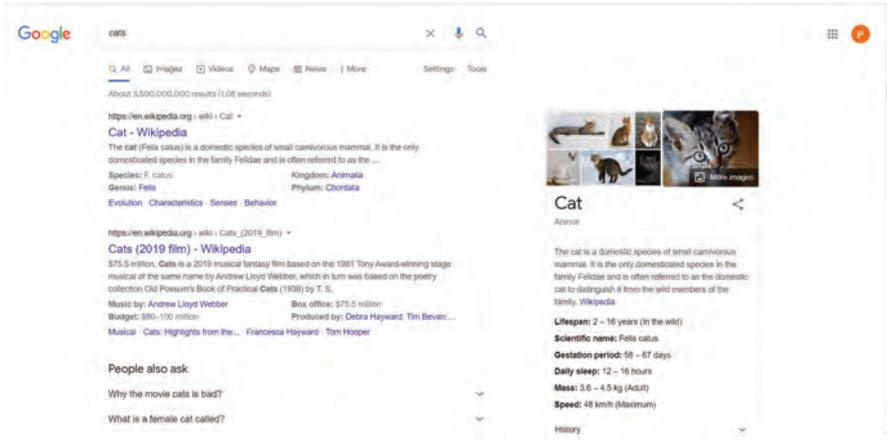 Google
cats
P
All Images Videos Maps News More Settings Tools
About 3,500,000,000 results (1.08 seconds)
https://en.wikipedia.org › wiki › Cat
Cat - Wikipedia
The cat (Felis catus) is a domestic species of small carnivorous mammal. It is the only
domesticated species in the family Felidae and is often referred to as the ...
Species: F. catus Kingdom: Animalia
Genus: Felis Phylum: Chordata
Evolution · Characteristics · Senses · Behavior
https://en.wikipedia.org › wiki › Cats_(2019_film)
Cats (2019 film) - Wikipedia
$75.5 million. Cats is a 2019 musical fantasy film based on the 1981 Tony Award-winning stage
musical of the same name by Andrew Lloyd Webber, which in turn was based on the poetry
collection Old Possum's Book of Practical Cats (1939) by T. S.
Music by: Andrew Lloyd Webber Box office: $75.5 million
Budget: $80–100 million Produced by: Debra Hayward; Tim Bevan; ...
Musical · Cats: Highlights from the... · Francesca Hayward · Tom Hooper
People also ask
Why the movie cats is bad?
What is a female cat called?
More images
Cat
Animal
The cat is a domestic species of small carnivorous
mammal. It is the only domesticated species in the
family Felidae and is often referred to as the domestic
cat to distinguish it from the wild members of the
family. Wikipedia
Lifespan: 2 – 16 years (In the wild)
Scientific name: Felis catus
Gestation period: 58 – 67 days
Daily sleep: 12 – 16 hours
Mass: 3.6 – 4.5 kg (Adult)
Speed: 48 km/h (Maximum)
History